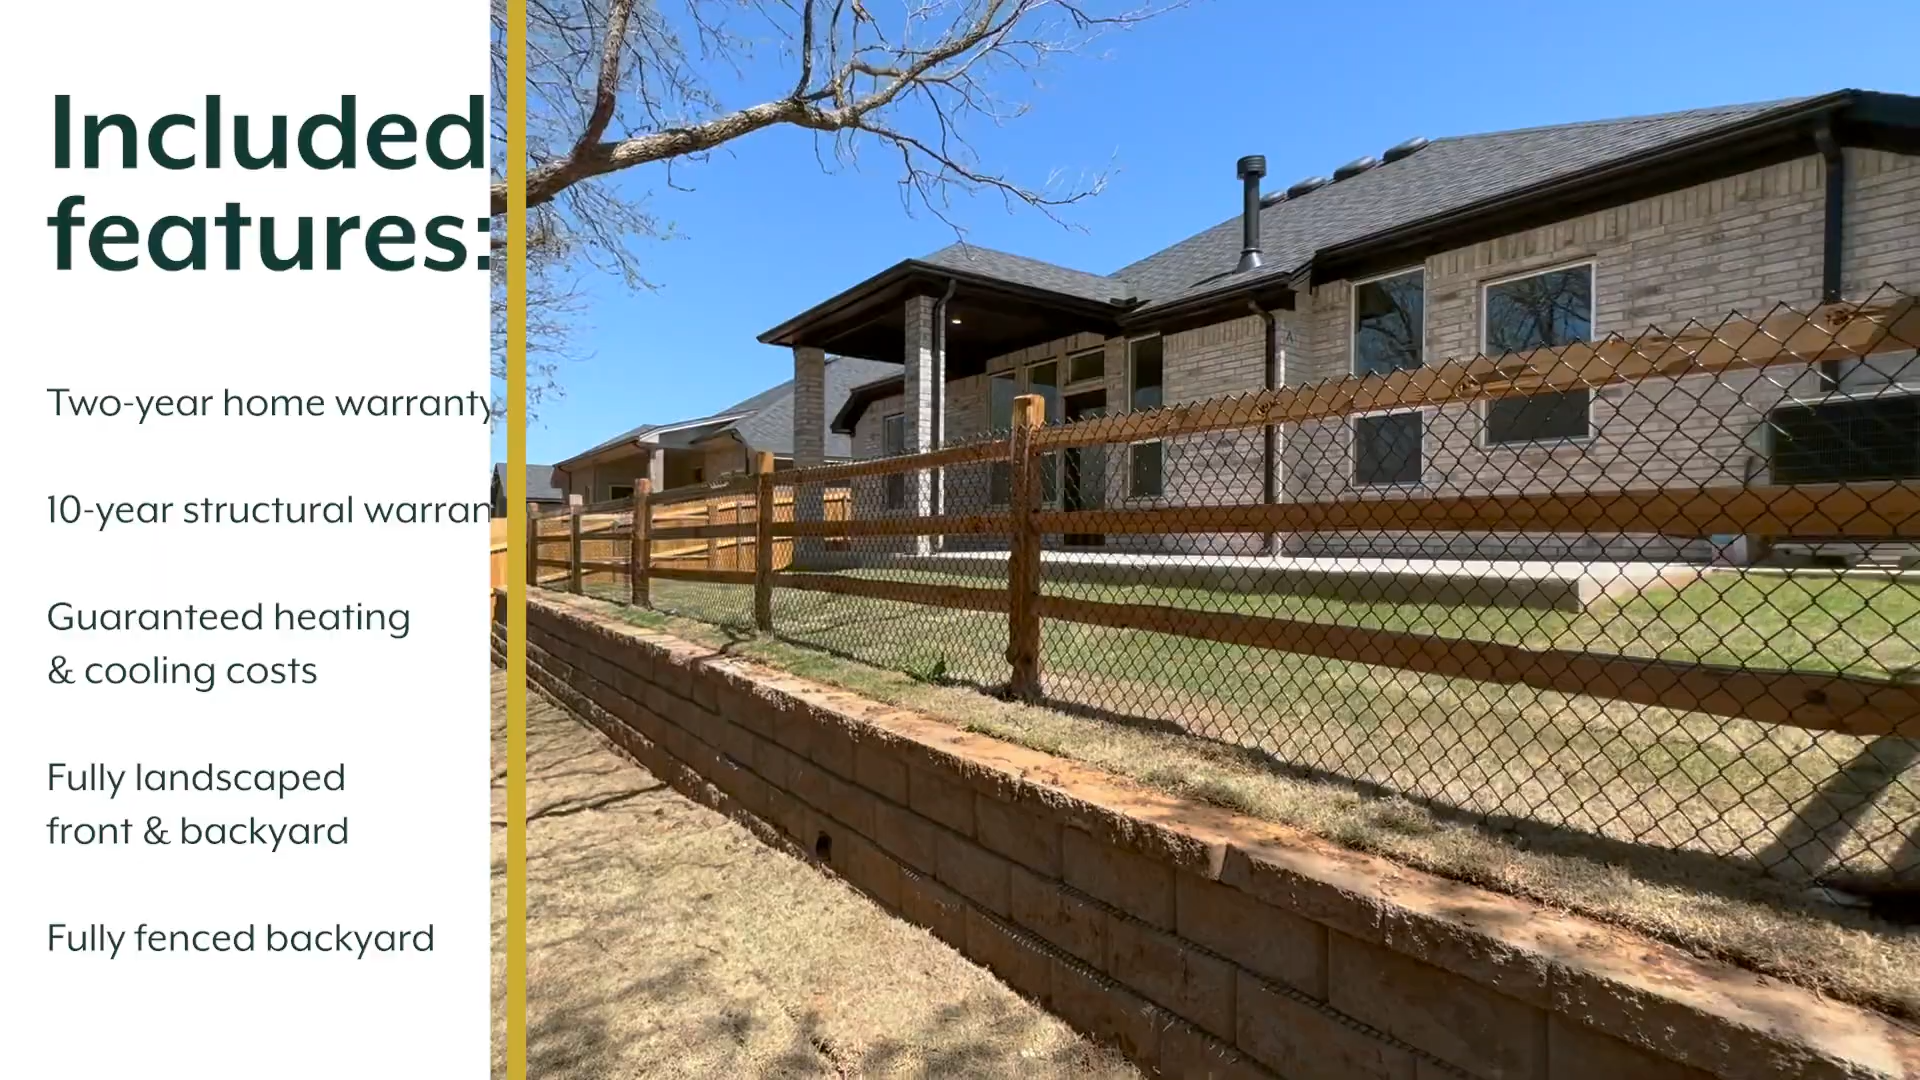 Included
features:
Two-year home warranty
10-year structural warran
Guaranteed heating
& cooling costs
Fully landscaped
front & backyard
Fully fenced backyard